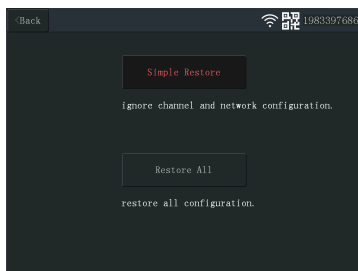 <Back
1983397686
Simple Restore
ignore channel and network configuration.
Restore All
restore all configuration.